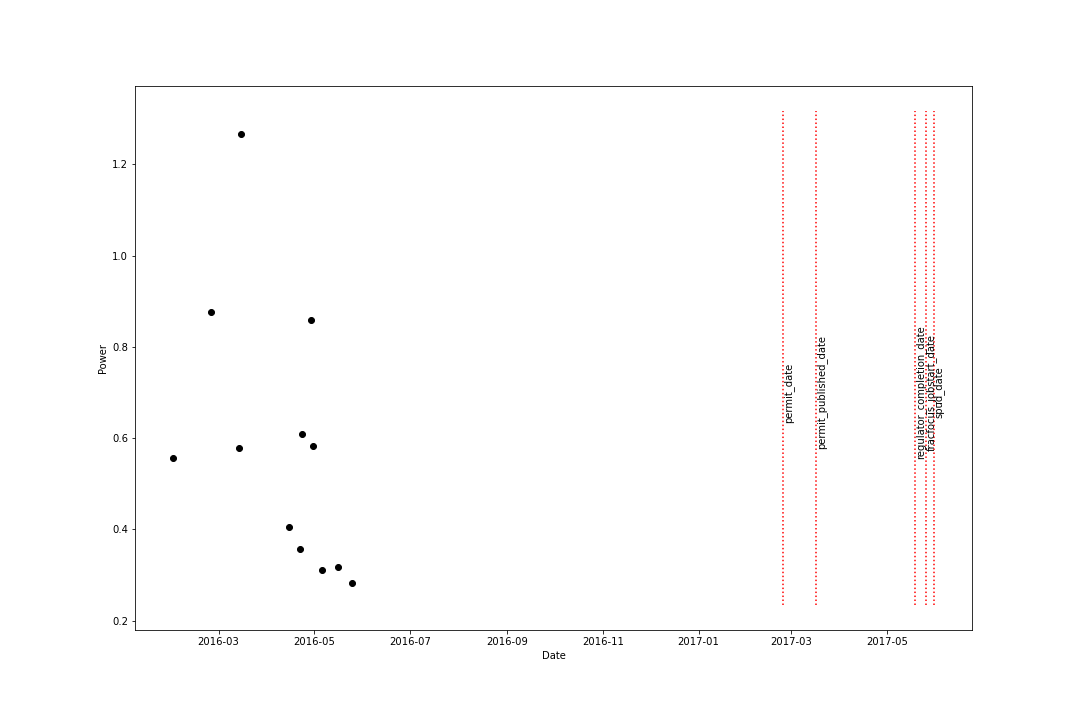 1.2
1.0
0.8
0.6
0.4
0.2
Power
permit_date
permit_published_date
regulator_completion_date
fracfocus_jobstart_date
spud_date
2016-03
2016-05
2016-07
2016-09
2016-11
2017-01
2017-03
2017-05
Date